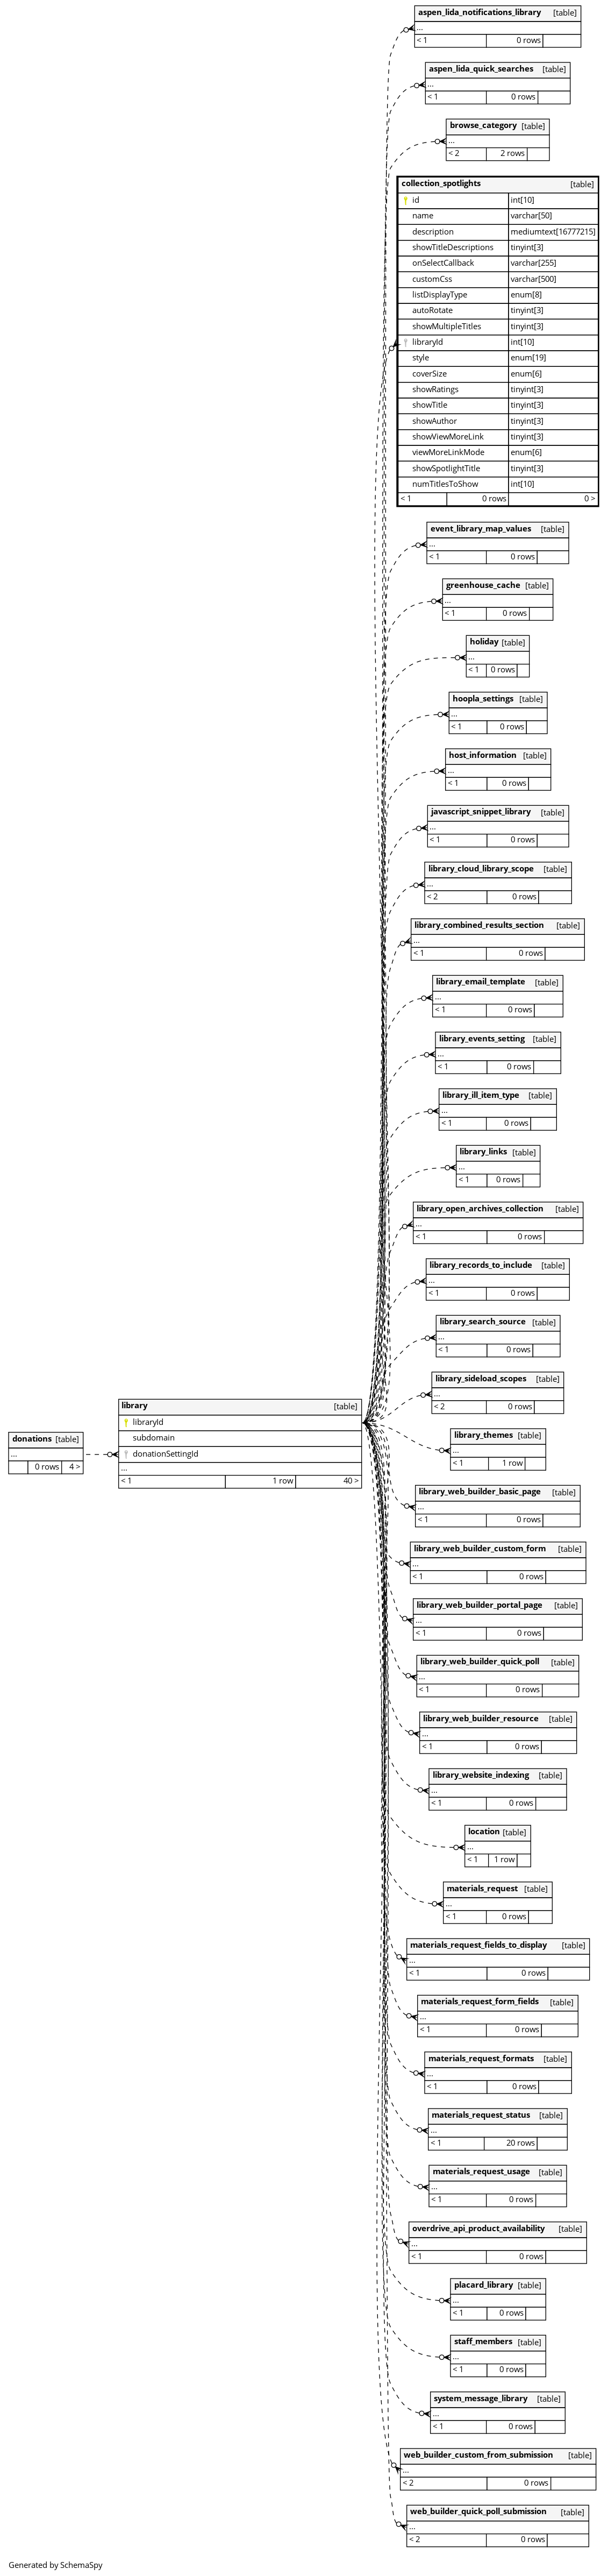 aspen_lida_notifications_library [table]
...
< 1 0 rows
aspen_lida_quick_searches [table]
...
< 1 0 rows
browse_category [table]
...
< 2 2 rows
collection_spotlights [table]
id int[10]
name varchar[50]
description mediumtext[16777215]
showTitleDescriptions tinyint[3]
onSelectCallback varchar[255]
customCss varchar[500]
listDisplayType enum[8]
autoRotate tinyint[3]
showMultipleTitles tinyint[3]
libraryId int[10]
style enum[19]
coverSize enum[6]
showRatings tinyint[3]
showTitle tinyint[3]
showAuthor tinyint[3]
showViewMoreLink tinyint[3]
viewMoreLinkMode enum[6]
showSpotlightTitle tinyint[3]
numTitlesToShow int[10]
< 1 0 rows 0 >
event_library_map_values [table]
...
< 1 0 rows
greenhouse_cache [table]
...
< 1 0 rows
holiday [table]
...
< 1 0 rows
hoopla_settings [table]
...
< 1 0 rows
host_information [table]
...
< 1 0 rows
javascript_snippet_library [table]
...
< 1 0 rows
library_cloud_library_scope [table]
...
< 2 0 rows
library_combined_results_section [table]
...
< 1 0 rows
library_email_template [table]
...
< 1 0 rows
library_events_setting [table]
...
< 1 0 rows
library_ill_item_type [table]
...
< 1 0 rows
library_links [table]
...
< 1 0 rows
library_open_archives_collection [table]
...
< 1 0 rows
library_records_to_include [table]
...
< 1 0 rows
library_search_source [table]
...
< 1 0 rows
library_sideload_scopes [table]
...
< 2 0 rows
library [table]
libraryId
subdomain
donationSettingId
...
< 1 1 row 40 >
donations [table]
...
0 rows 4 >
library_themes [table]
...
< 1 1 row
library_web_builder_basic_page [table]
...
< 1 0 rows
library_web_builder_custom_form [table]
...
< 1 0 rows
library_web_builder_portal_page [table]
...
< 1 0 rows
library_web_builder_quick_poll [table]
...
< 1 0 rows
library_web_builder_resource [table]
...
< 1 0 rows
library_website_indexing [table]
...
< 1 0 rows
location [table]
...
< 1 1 row
materials_request [table]
...
< 1 0 rows
materials_request_fields_to_display [table]
...
< 1 0 rows
materials_request_form_fields [table]
...
< 1 0 rows
materials_request_formats [table]
...
< 1 0 rows
materials_request_status [table]
...
< 1 20 rows
materials_request_usage [table]
...
< 1 0 rows
overdrive_api_product_availability [table]
...
< 1 0 rows
placard_library [table]
...
< 1 0 rows
staff_members [table]
...
< 1 0 rows
system_message_library [table]
...
< 1 0 rows
web_builder_custom_from_submission [table]
...
< 2 0 rows
web_builder_quick_poll_submission [table]
...
< 2 0 rows
Generated by SchemaSpy